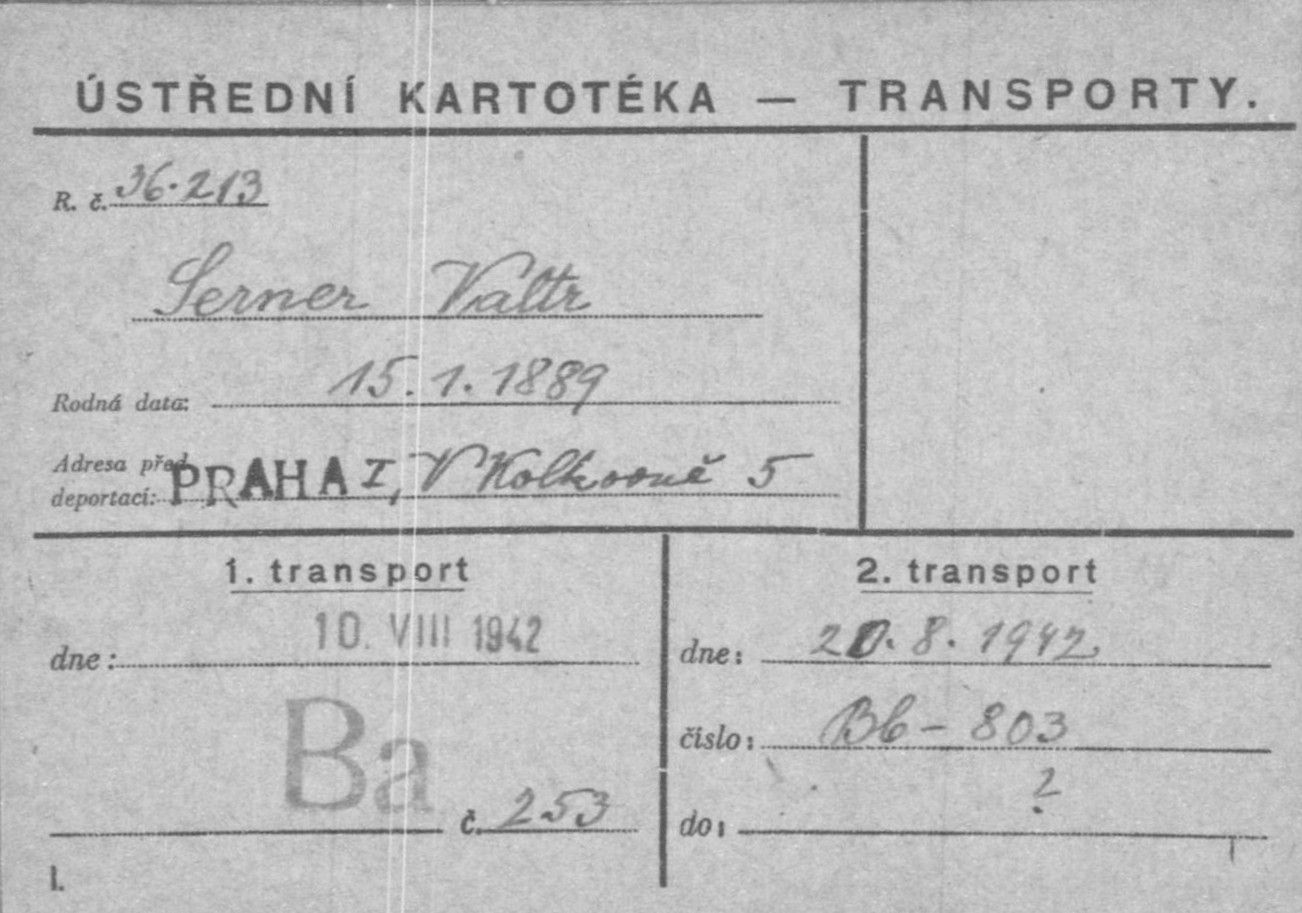 ÚSTŘEDNÍ KARTOTÉKA — TRANSPORTY.
R. č. 36.213
Serner Valtr
Rodná data: 15.1.1889
Adresa před
deportací: PRAHA I, V Kolkovně 5
1. transport
dne: 10. VIII 1942
Ba
č. 253
I.
2. transport
dne: 20.8.1942
číslo: Bb-803
do: ?